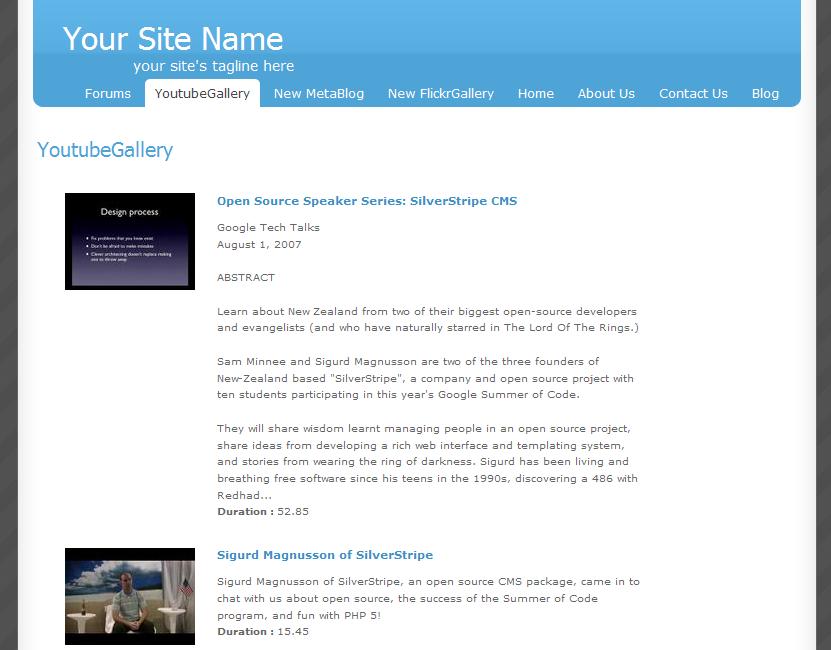 Your Site Name
your site's tagline here
Forums YoutubeGallery New MetaBlog New FlickrGallery Home About Us Contact Us Blog
YoutubeGallery
Design process
Fix problems that you know exist
Don't be afraid to make mistakes
Clever architecting doesn't replace making
use to throw away
Open Source Speaker Series: SilverStripe CMS
Google Tech Talks
August 1, 2007
ABSTRACT
Learn about New Zealand from two of their biggest open-source developers
and evangelists (and who have naturally starred in The Lord Of The Rings.)
Sam Minnee and Sigurd Magnusson are two of the three founders of
New-Zealand based "SilverStripe", a company and open source project with
ten students participating in this year's Google Summer of Code.
They will share wisdom learnt managing people in an open source project,
share ideas from developing a rich web interface and templating system,
and stories from wearing the ring of darkness. Sigurd has been living and
breathing free software since his teens in the 1990s, discovering a 486 with
Redhad...
Duration : 52.85
Sigurd Magnusson of SilverStripe
Sigurd Magnusson of SilverStripe, an open source CMS package, came in to
chat with us about open source, the success of the Summer of Code
program, and fun with PHP 5!
Duration : 15.45